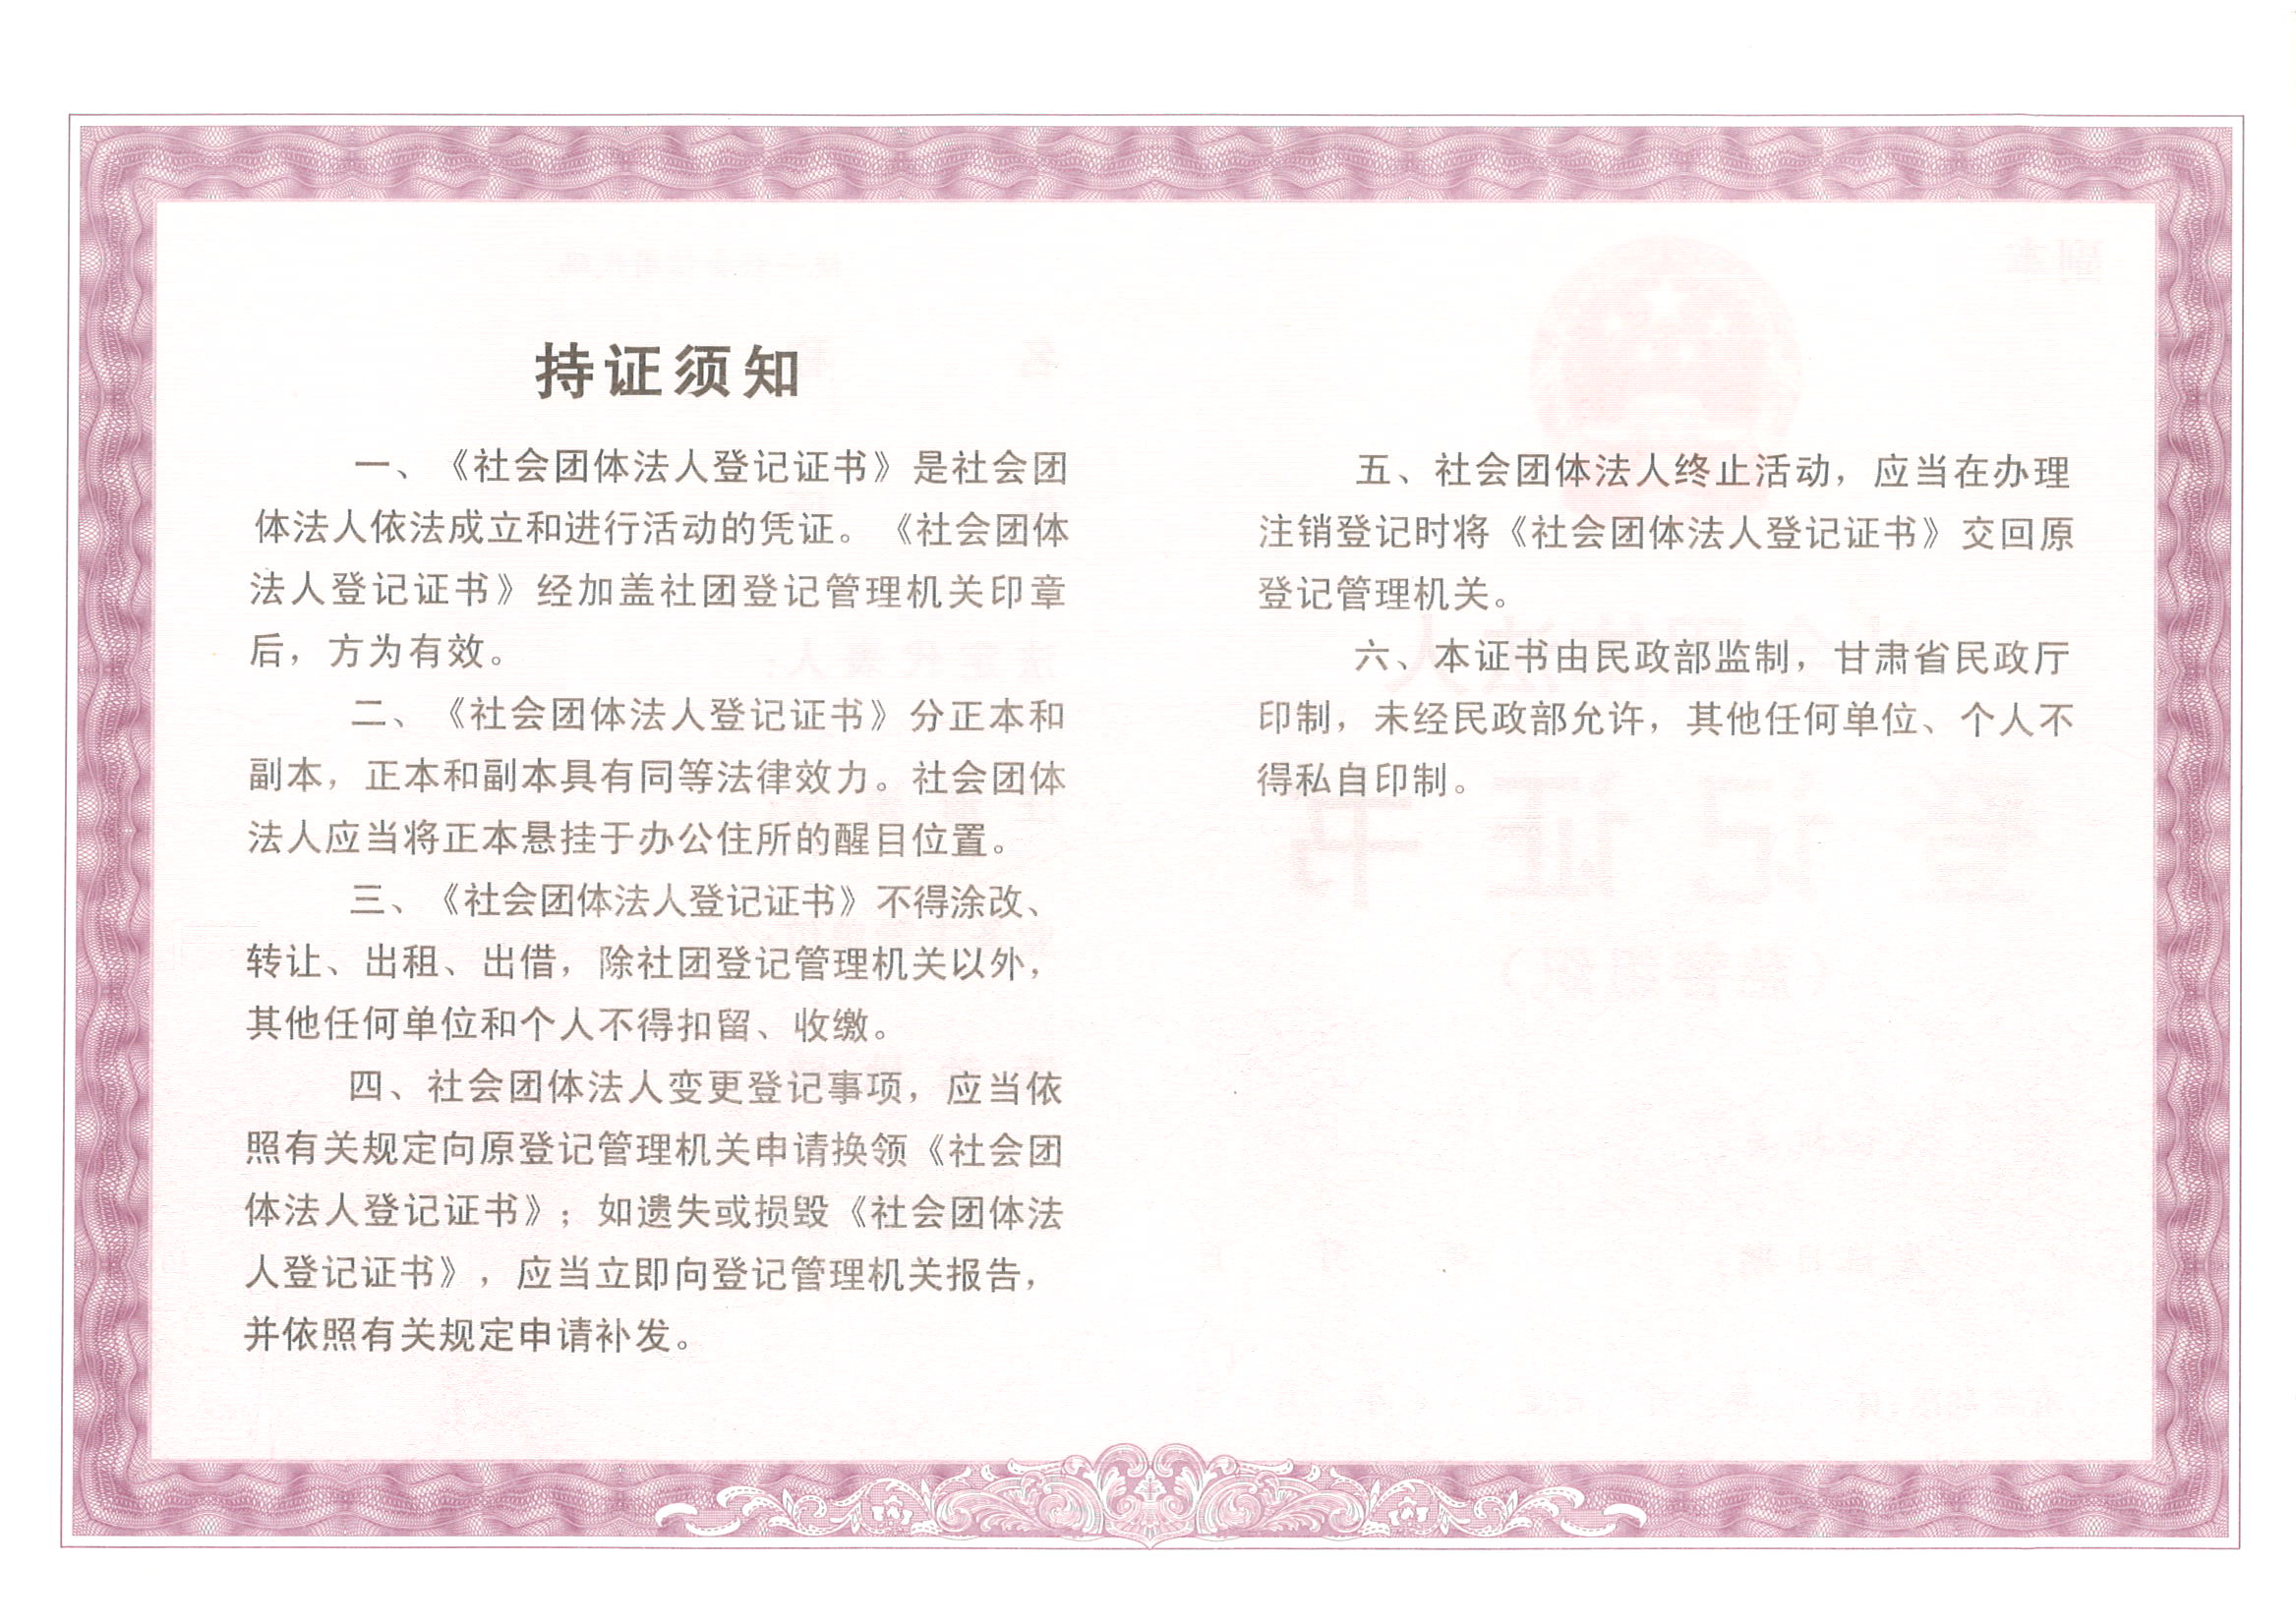 持证须知
一、《社会团体法人登记证书》是社会团
体法人依法成立和进行活动的凭证。《社会团体
法人登记证书》经加盖社团登记管理机关印章
后，方为有效。
二、《社会团体法人登记证书》分正本和
副本，正本和副本具有同等法律效力。社会团体
法人应当将正本悬挂于办公住所的醒目位置。
三、《社会团体法人登记证书》不得涂改、
转让、出租、出借，除社团登记管理机关以外，
其他任何单位和个人不得扣留、收缴。
四、社会团体法人变更登记事项，应当依
照有关规定向原登记管理机关申请换领《社会团
体法人登记证书》；如遗失或损毁《社会团体法
人登记证书》，应当立即向登记管理机关报告，
并依照有关规定申请补发。
五、社会团体法人终止活动，应当在办理
注销登记时将《社会团体法人登记证书》交回原
登记管理机关。
六、本证书由民政部监制，甘肃省民政厅
印制，未经民政部允许，其他任何单位、个人不
得私自印制。